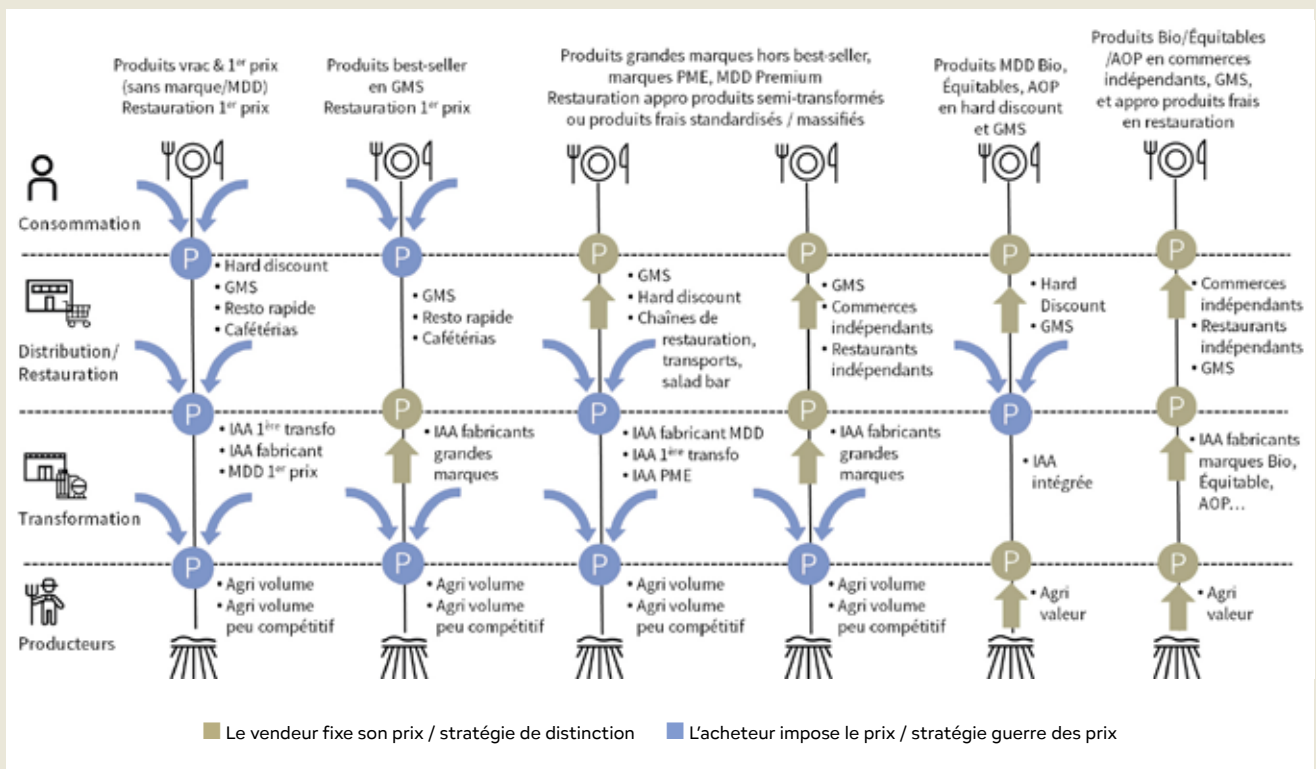 Produits vrac & 1er prix
(sans marque/MDD)
Restauration 1er prix
Produits best-seller
en GMS
Restauration 1er prix
Produits grandes marques hors best-seller,
marques PME, MDD Premium
Restauration appro produits semi-transformés
ou produits frais standardisés / massifiés
Produits MDD Bio,
Équitables, AOP
en hard discount
et GMS
Produits Bio/Équitables
/AOP en commerces
indépendants, GMS,
et appro produits frais
en restauration
Consommation
P
P
P
P
P
P
Distribution/
Restauration
• Hard discount
• GMS
• Resto rapide
• Cafétérias
• GMS
• Resto rapide
• Cafétérias
• GMS
• Hard discount
• Chaînes de
restauration,
transports,
salad bar
• GMS
• Commerces
indépendants
• Restaurants
indépendants
• Hard
Discount
• GMS
• Commerces
indépendants
• Restaurants
indépendants
• GMS
P
P
P
P
P
P
Transformation
• IAA 1ère transfo
• IAA fabricant
• MDD 1er prix
• IAA fabricants
grandes
marques
• IAA fabricant MDD
• IAA 1ère transfo
• IAA PME
• IAA fabricants
grandes
marques
• IAA
intégrée
• IAA fabricants
marques Bio,
Équitable,
AOP…
P
P
P
P
P
P
Producteurs
• Agri volume
• Agri volume
peu compétitif
• Agri volume
• Agri volume
peu compétitif
• Agri volume
• Agri volume
peu compétitif
• Agri volume
• Agri volume
peu compétitif
• Agri
valeur
• Agri
valeur
Le vendeur fixe son prix / stratégie de distinction
L'acheteur impose le prix / stratégie guerre des prix